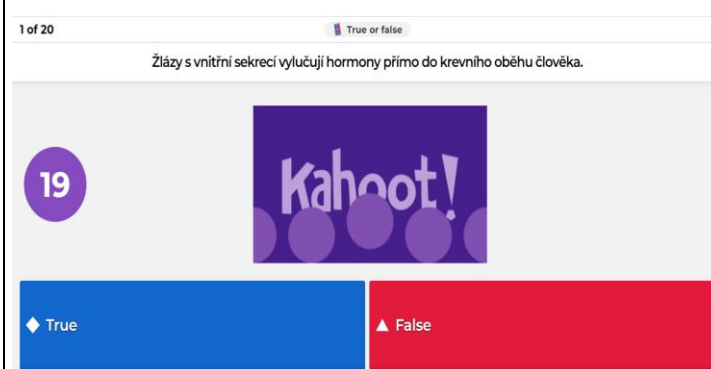 1 of 20
True or false
Žlázy s vnitřní sekrecí vylučují hormony přímo do krevního oběhu člověka.
19
Kahoot!
True
False